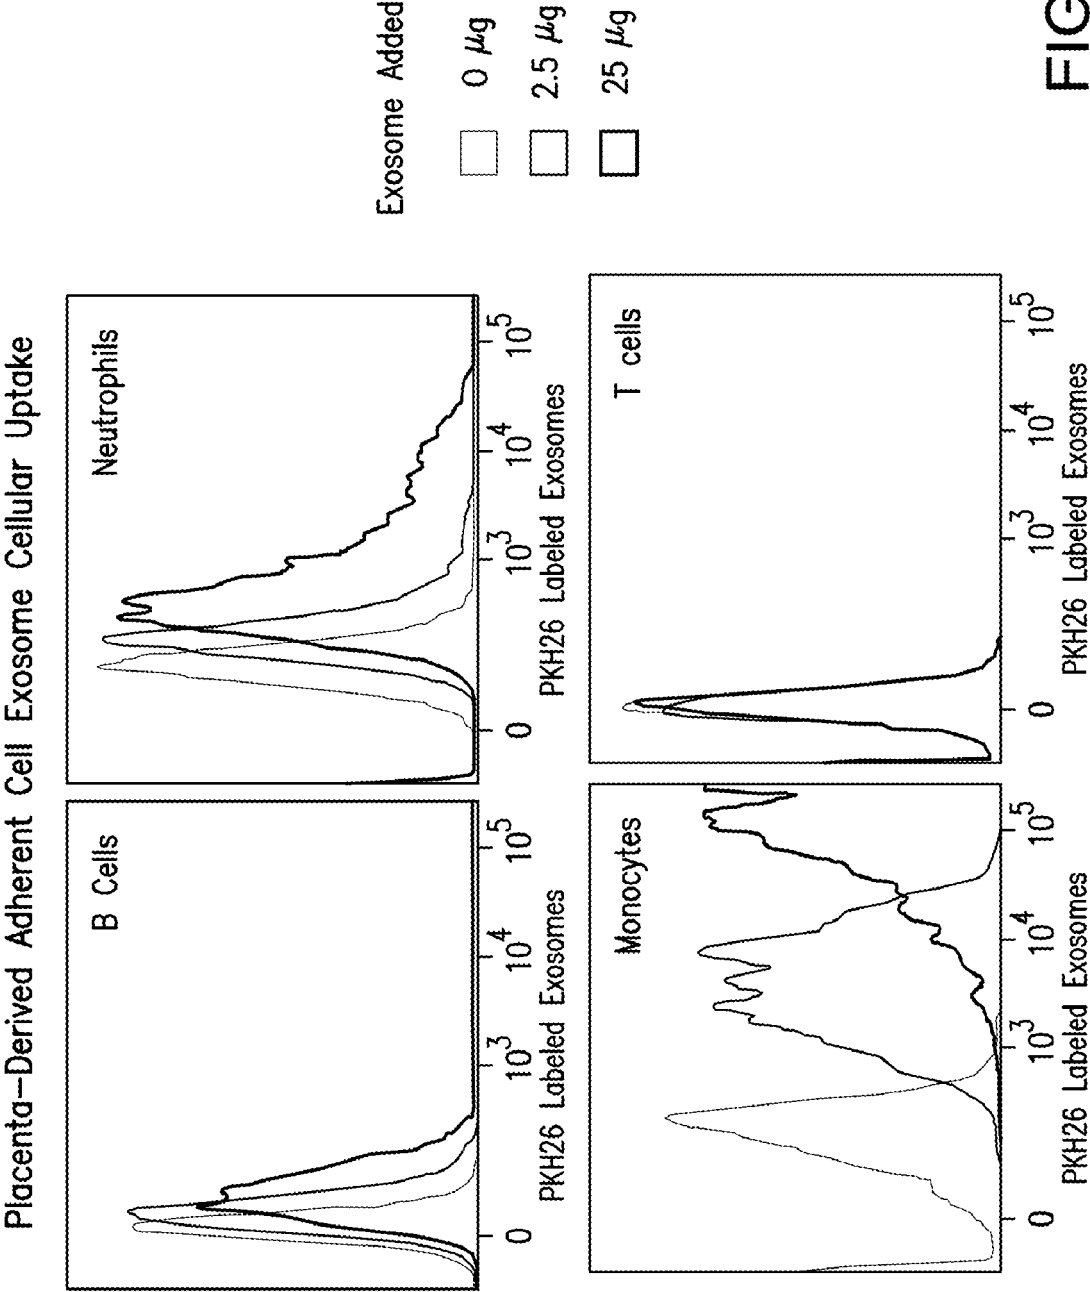 Placenta-Derived Adherent Cell Exosome Cellular Uptake
B Cells
0 10^3 10^4 10^5
PKH26 Labeled Exosomes
Neutrophils
0 10^3 10^4 10^5
PKH26 Labeled Exosomes
Monocytes
0 10^3 10^4 10^5
PKH26 Labeled Exosomes
T cells
0 10^3 10^4 10^5
PKH26 Labeled Exosomes
Exosome Added
0 µg
2.5 µg
25 µg
FIG